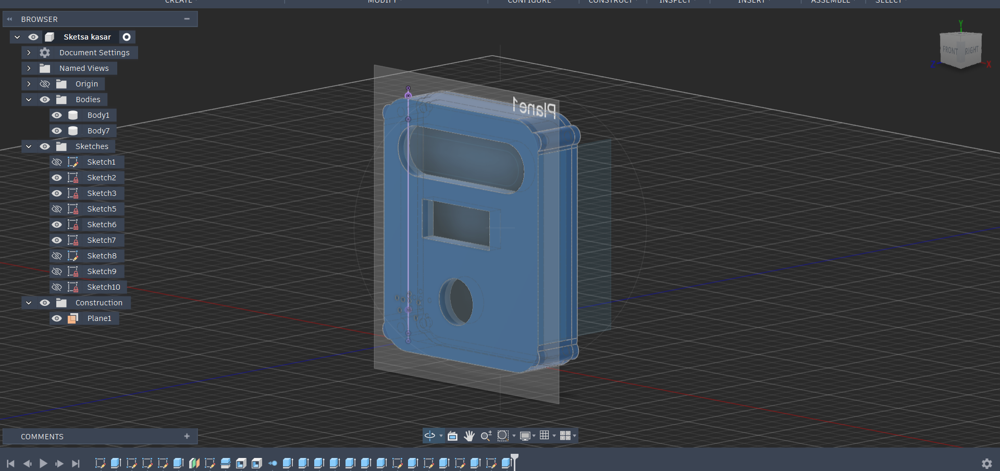 CREATE MODIFY CONFIGURE CONSTRUCT INSPECT INSERT ASSEMBLE SELECT
BROWSER
Sketsa kasar
Document Settings
Named Views
Origin
Bodies
Body1
Body7
Sketches
Sketch1
Sketch2
Sketch3
Sketch5
Sketch6
Sketch7
Sketch8
Sketch9
Sketch10
Construction
Plane1
Plane1
Y
FRONT RIGHT
Z X
COMMENTS